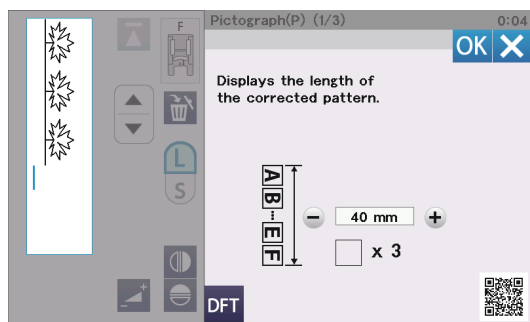 Pictograph(P) (1/3)
0:04
F
OK
Displays the length of
the corrected pattern.
L
S
A
B
E
F
40 mm
x 3
DFT